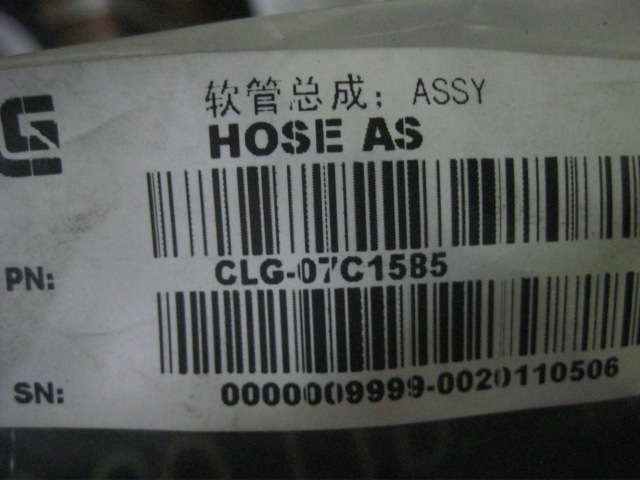 软管总成：ASSY
HOSE AS
PN: CLG-07C1585
SN: 0000009999-0020110506